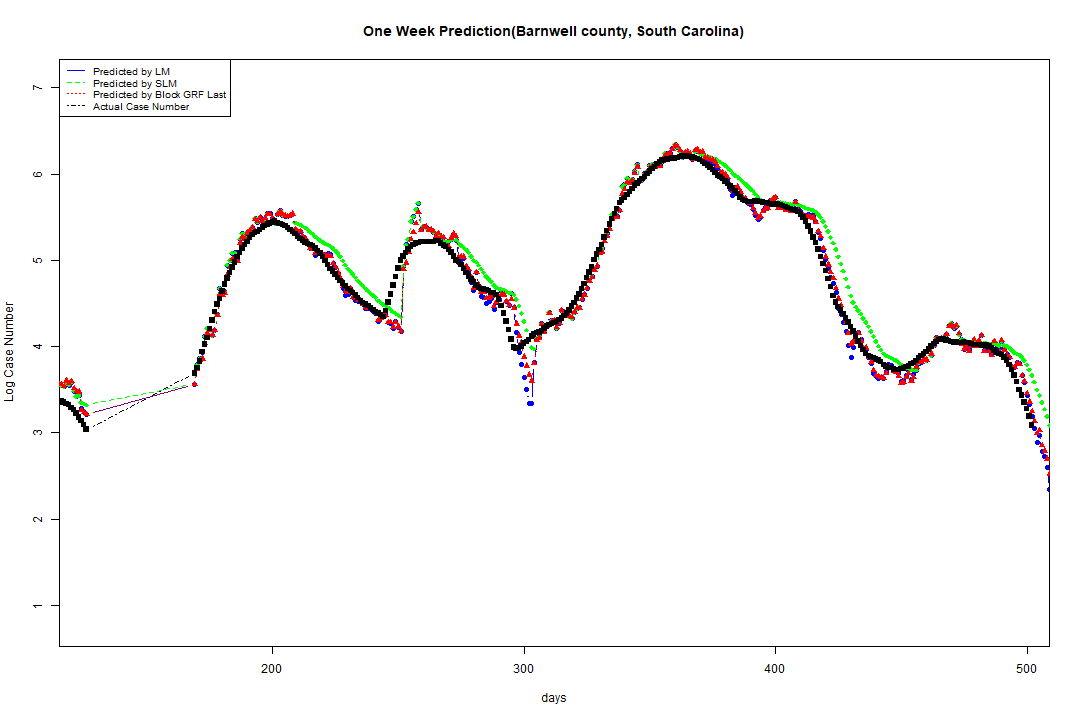 One Week Prediction(Barnwell county, South Carolina)
Predicted by LM
Predicted by SLM
Predicted by Block GRF Last
Actual Case Number
7
6
5
4
3
2
1
Log Case Number
200 300 400 500
days